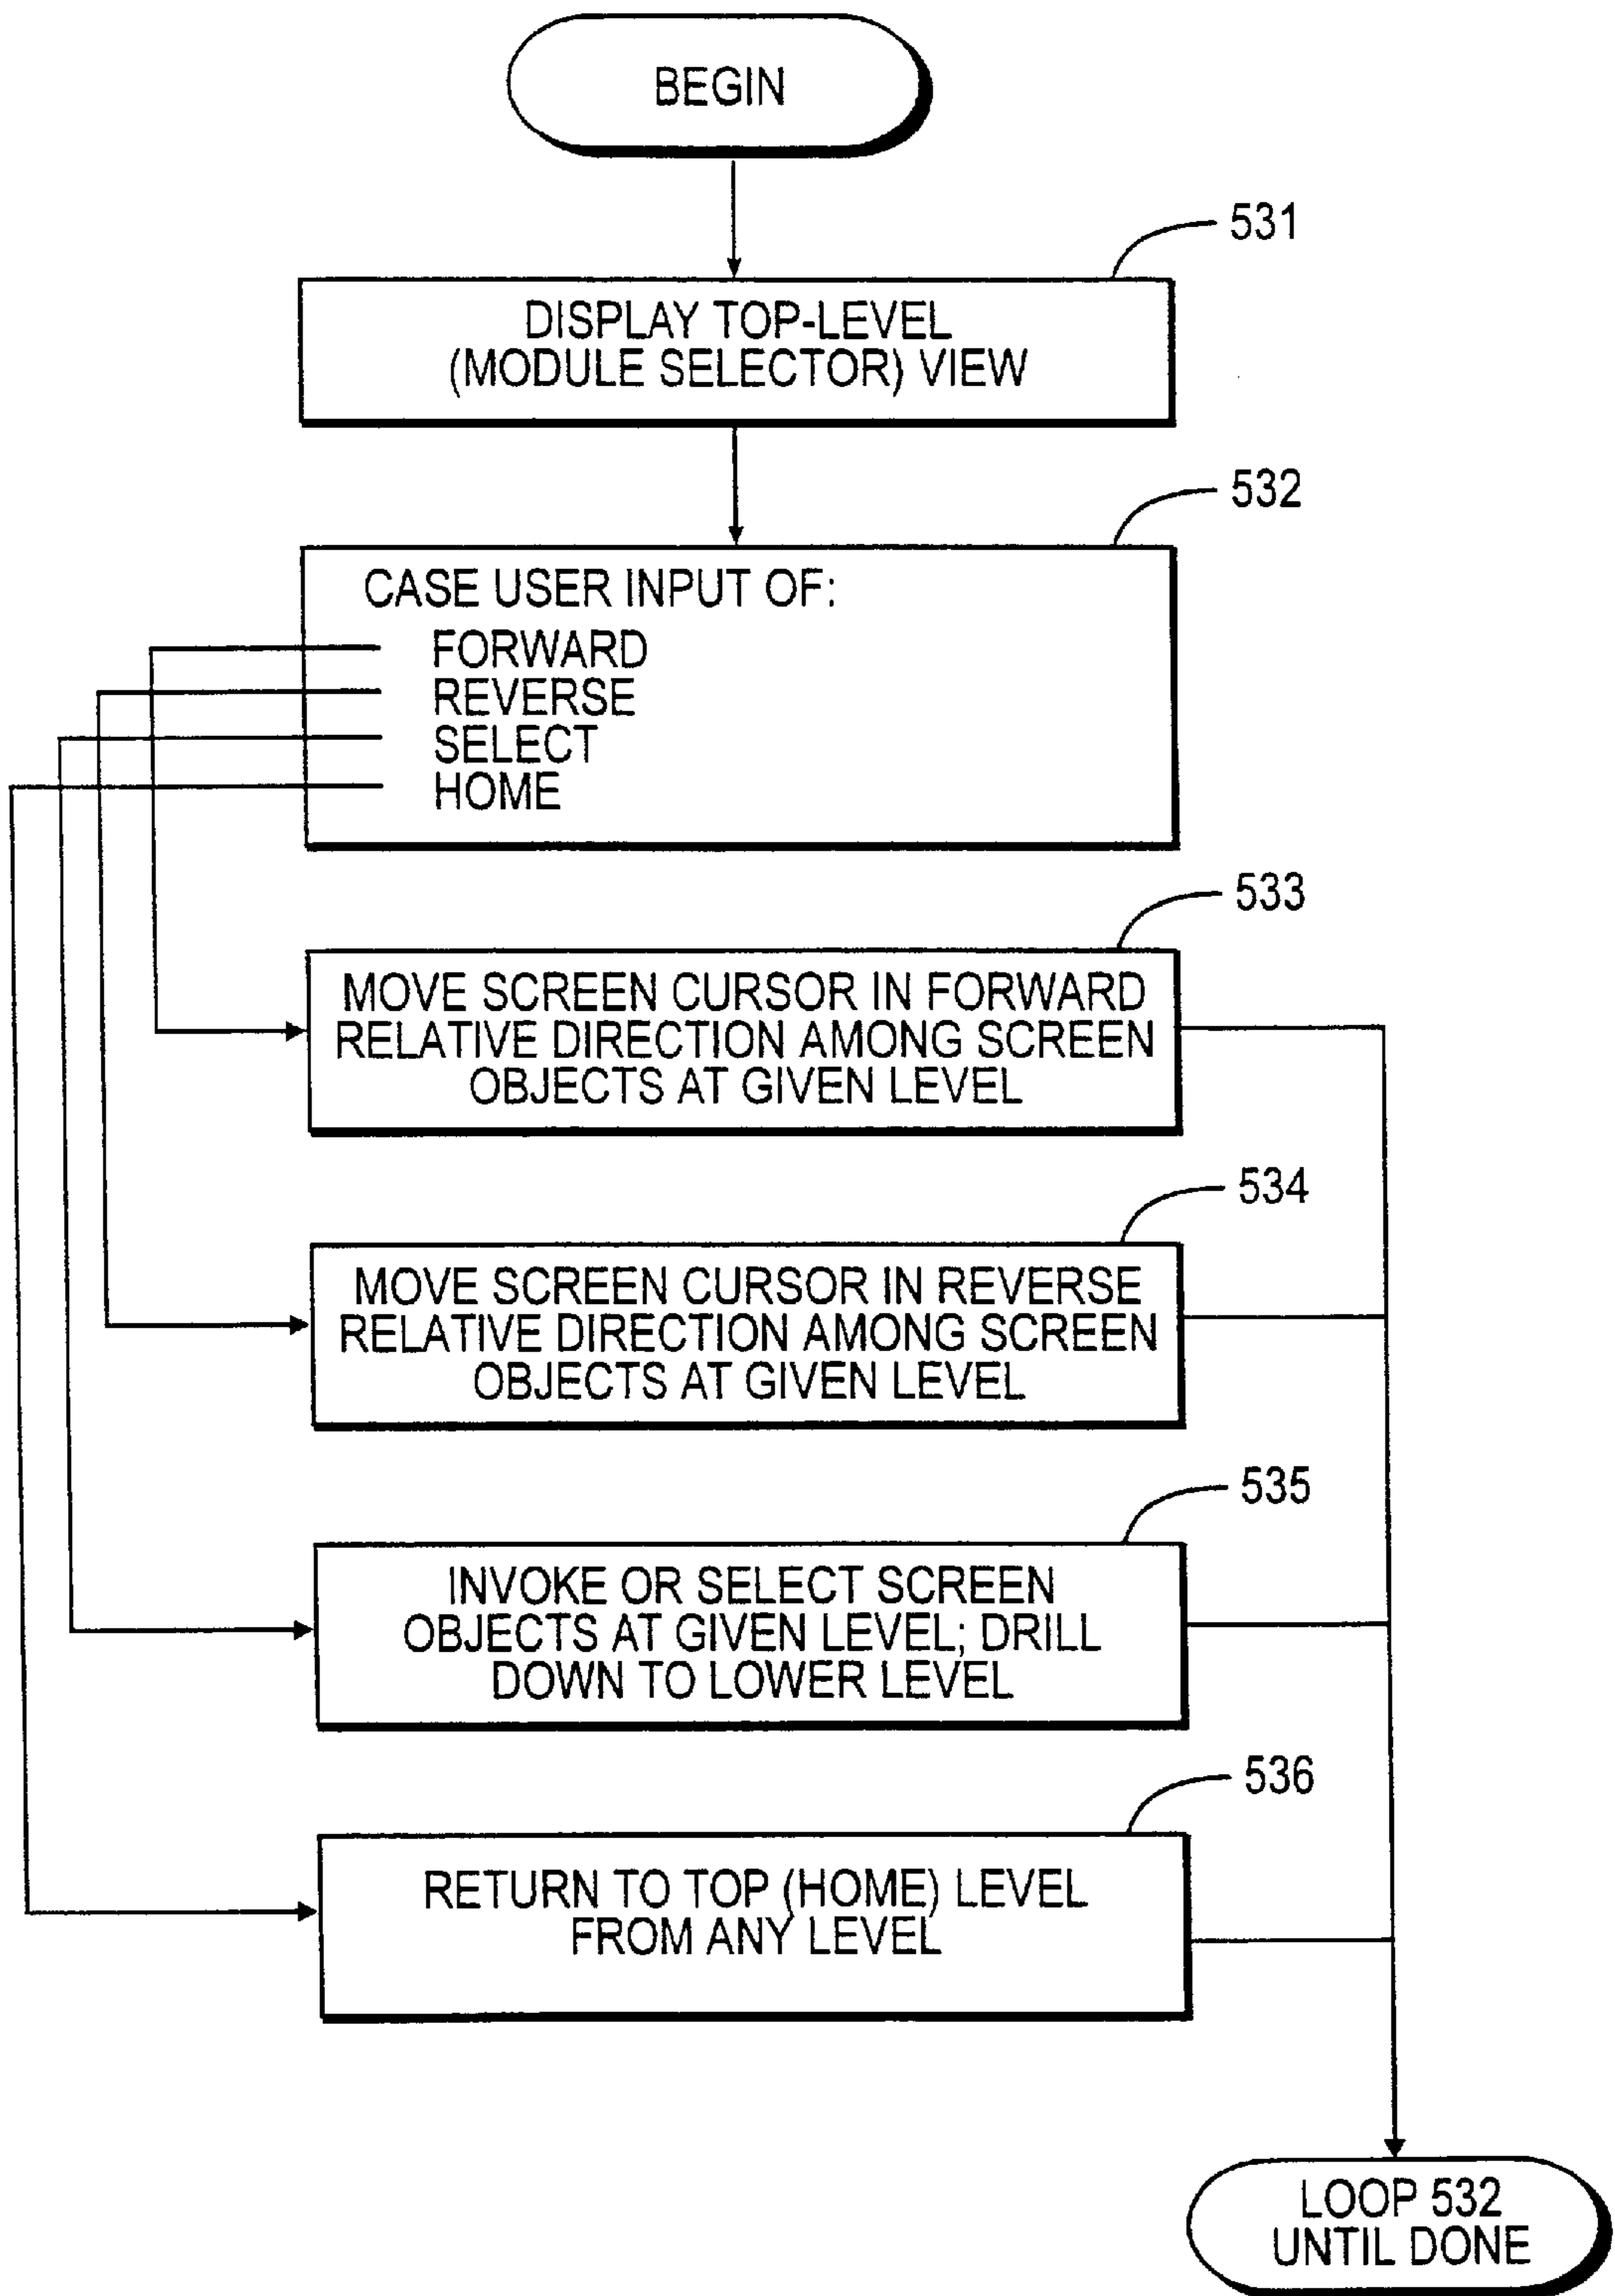 BEGIN
531
DISPLAY TOP-LEVEL
(MODULE SELECTOR) VIEW
532
CASE USER INPUT OF:
FORWARD
REVERSE
SELECT
HOME
533
MOVE SCREEN CURSOR IN FORWARD
RELATIVE DIRECTION AMONG SCREEN
OBJECTS AT GIVEN LEVEL
534
MOVE SCREEN CURSOR IN REVERSE
RELATIVE DIRECTION AMONG SCREEN
OBJECTS AT GIVEN LEVEL
535
INVOKE OR SELECT SCREEN
OBJECTS AT GIVEN LEVEL; DRILL
DOWN TO LOWER LEVEL
536
RETURN TO TOP (HOME) LEVEL
FROM ANY LEVEL
LOOP 532
UNTIL DONE